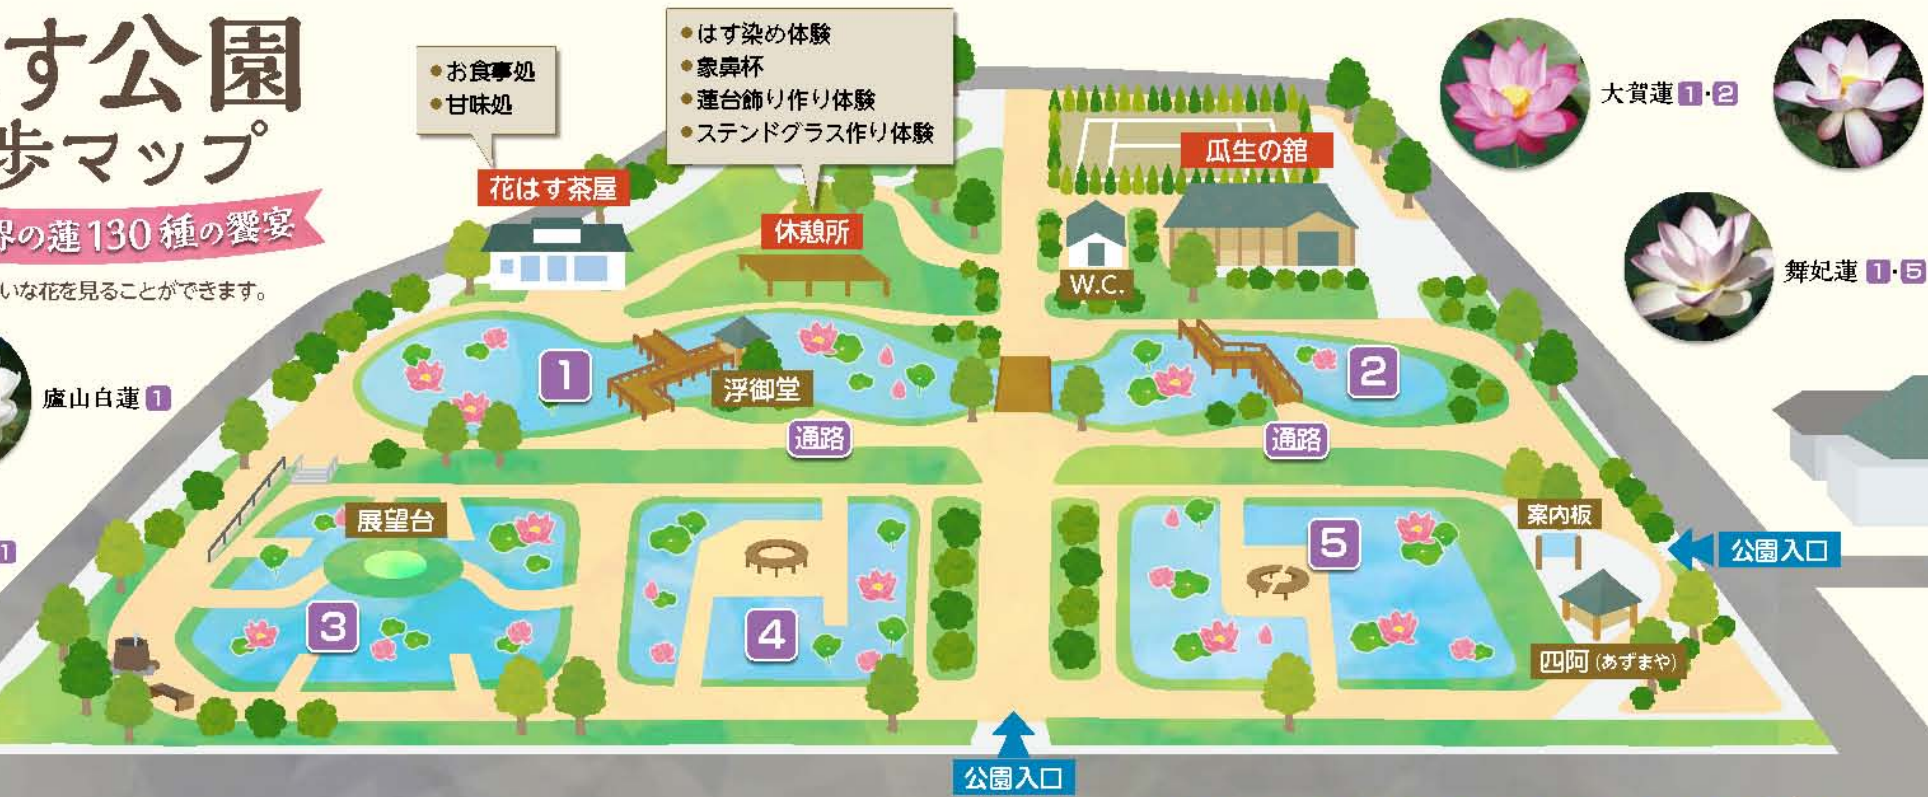 す公園
歩マップ
界の蓮130種の饗宴
いな花を見ることができます。
●お食事処
●甘味処
花はす茶屋
●はす染め体験
●象鼻杯
●蓮台飾り作り体験
●ステンドグラス作り体験
休憩所
瓜生の舘
W.C.
大賀蓮 1・2
舞妃蓮 1・5
廬山白蓮 1
1
1
浮御堂
2
通路
通路
展望台
3
4
5
案内板
四阿 (あずまや)
公園入口
公園入口